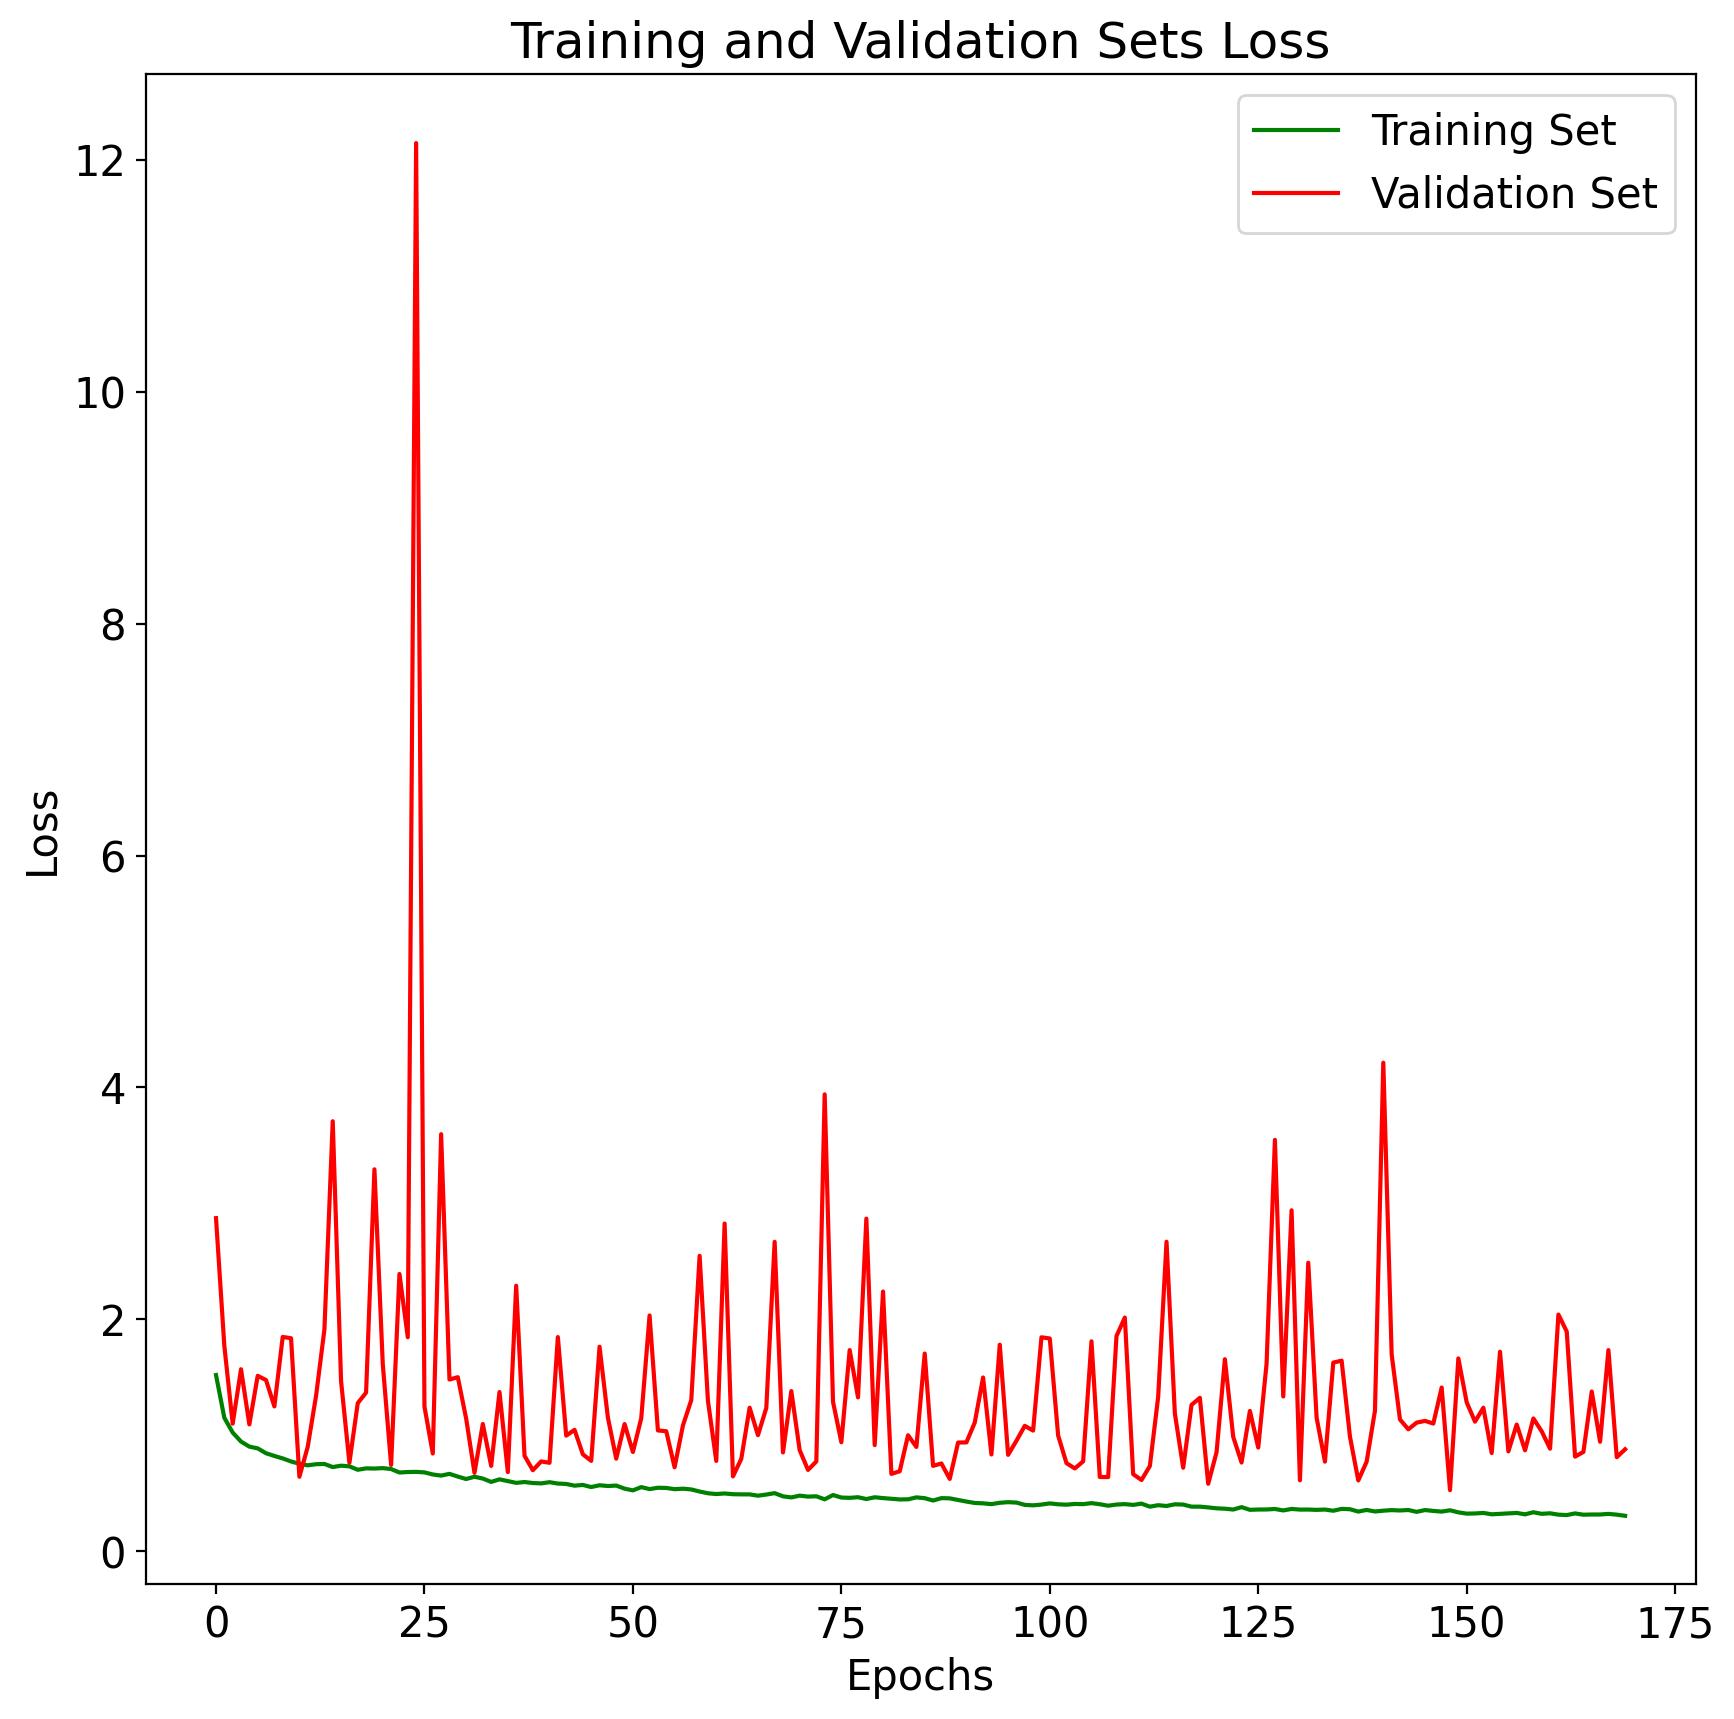 Training and Validation Sets Loss
Training Set
Validation Set
12
10
8
6
4
2
0
Loss
0 25 50 75 100 125 150 175
Epochs